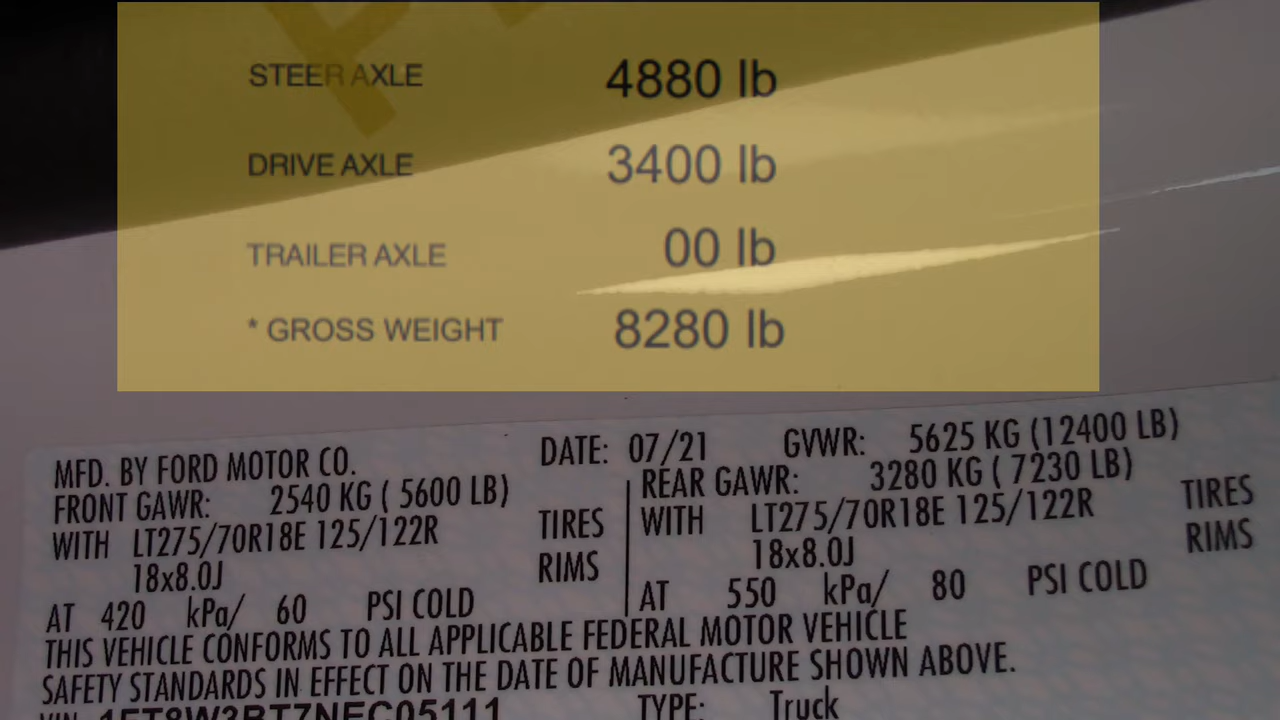 STEER AXLE 4880 lb
DRIVE AXLE 3400 lb
TRAILER AXLE 00 lb
* GROSS WEIGHT 8280 lb
MFD. BY FORD MOTOR CO. DATE: 07/21 GVWR: 5625 KG (12400 LB)
FRONT GAWR: 2540 KG ( 5600 LB) REAR GAWR: 3280 KG ( 7230 LB)
WITH LT275/70R18E 125/122R TIRES WITH LT275/70R18E 125/122R TIRES
18x8.0J RIMS 18x8.0J RIMS
AT 420 kPa/ 60 PSI COLD AT 550 kPa/ 80 PSI COLD
THIS VEHICLE CONFORMS TO ALL APPLICABLE FEDERAL MOTOR VEHICLE
SAFETY STANDARDS IN EFFECT ON THE DATE OF MANUFACTURE SHOWN ABOVE.
VIN: 1FT8W3BT7NEC05111 TYPE: Truck